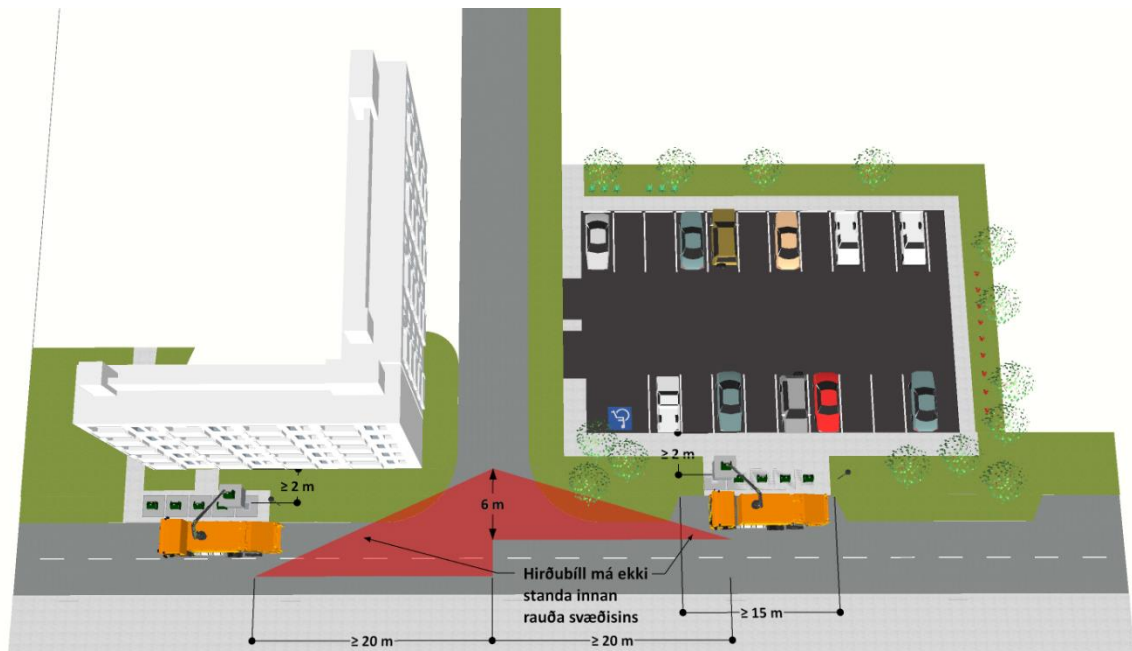 ≥ 2 m
≥ 2 m
6 m
Hirðubíll má ekki
standa innan
rauða svæðisins
≥ 15 m
≥ 20 m
≥ 20 m